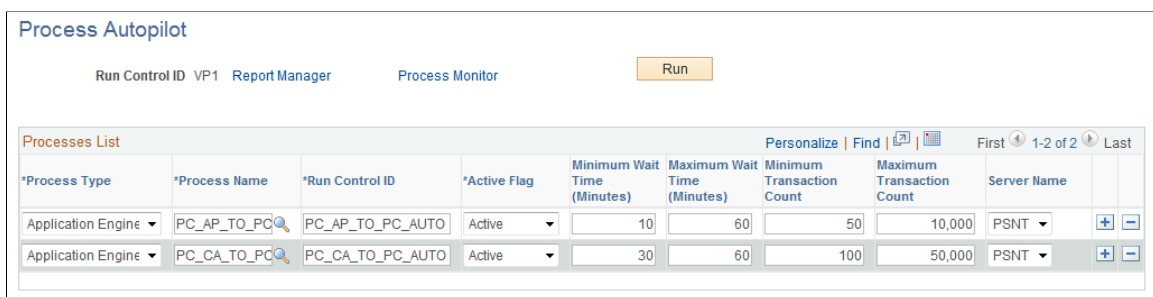 Process Autopilot
Run Control ID VP1 Report Manager Process Monitor Run
Processes List Personalize | Find | | First 1-2 of 2 Last
*Process Type *Process Name *Run Control ID *Active Flag Minimum Wait Time (Minutes) Maximum Wait Time (Minutes) Minimum Transaction Count Maximum Transaction Count Server Name
Application Engine PC_AP_TO_PC PC_AP_TO_PC_AUTO Active 10 60 50 10,000 PSNT + −
Application Engine PC_CA_TO_PC PC_CA_TO_PC_AUTO Active 30 60 100 50,000 PSNT + −